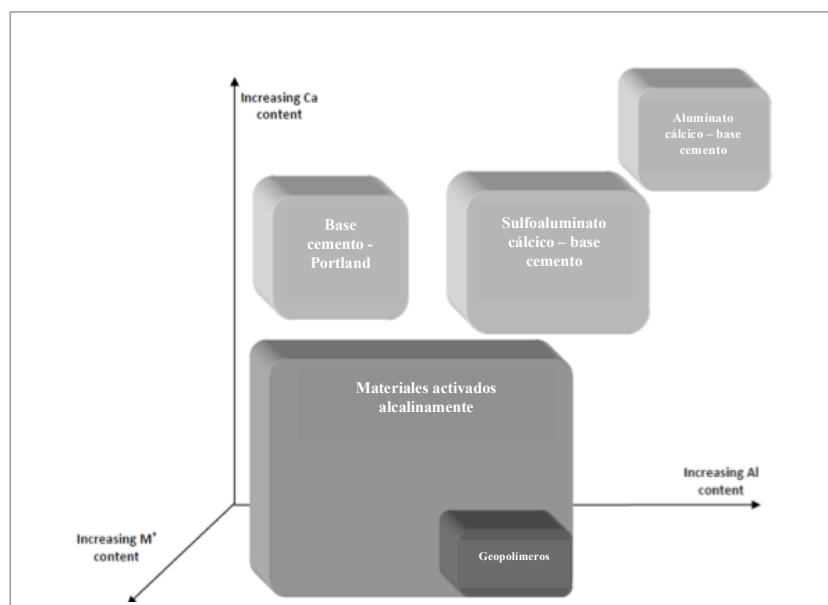 Increasing Ca
content
Aluminato
cálcico – base
cemento
Base
cemento -
Portland
Sulfoaluminato
cálcico – base
cemento
Materiales activados
alcalinamente
Increasing Al
content
Increasing M⁺
content
Geopolímeros